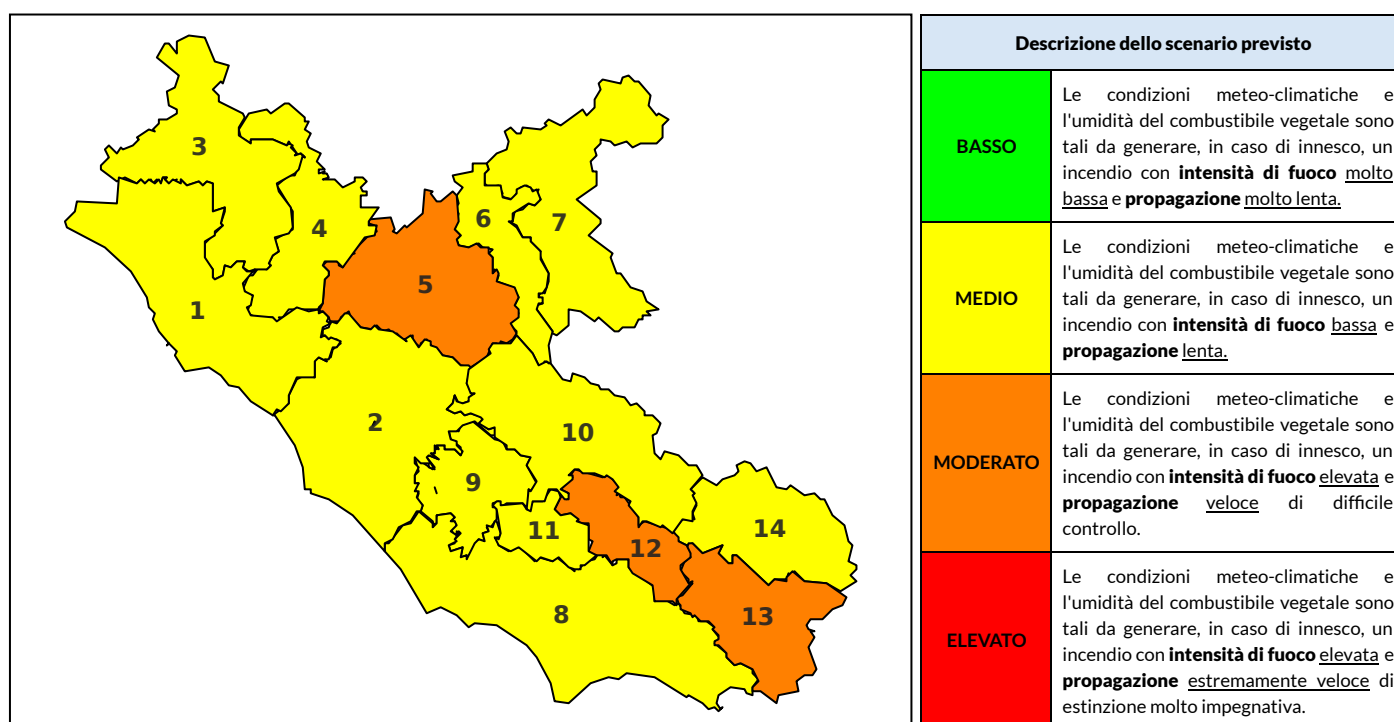 3
4
6
7
5
1
2
10
9
11
12
14
8
13
Descrizione dello scenario previsto
BASSO
Le condizioni meteo-climatiche e
l'umidità del combustibile vegetale sono
tali da generare, in caso di innesco, un
incendio con intensità di fuoco molto
bassa e propagazione molto lenta.
MEDIO
Le condizioni meteo-climatiche e
l'umidità del combustibile vegetale sono
tali da generare, in caso di innesco, un
incendio con intensità di fuoco bassa e
propagazione lenta.
MODERATO
Le condizioni meteo-climatiche e
l'umidità del combustibile vegetale sono
tali da generare, in caso di innesco, un
incendio con intensità di fuoco elevata e
propagazione veloce di difficile
controllo.
ELEVATO
Le condizioni meteo-climatiche e
l'umidità del combustibile vegetale sono
tali da generare, in caso di innesco, un
incendio con intensità di fuoco elevata e
propagazione estremamente veloce di
estinzione molto impegnativa.